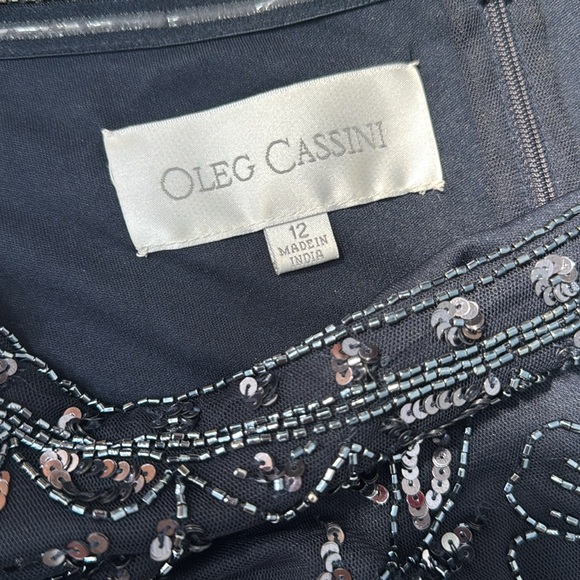 OLEG CASSINI
12
MADE IN
INDIA